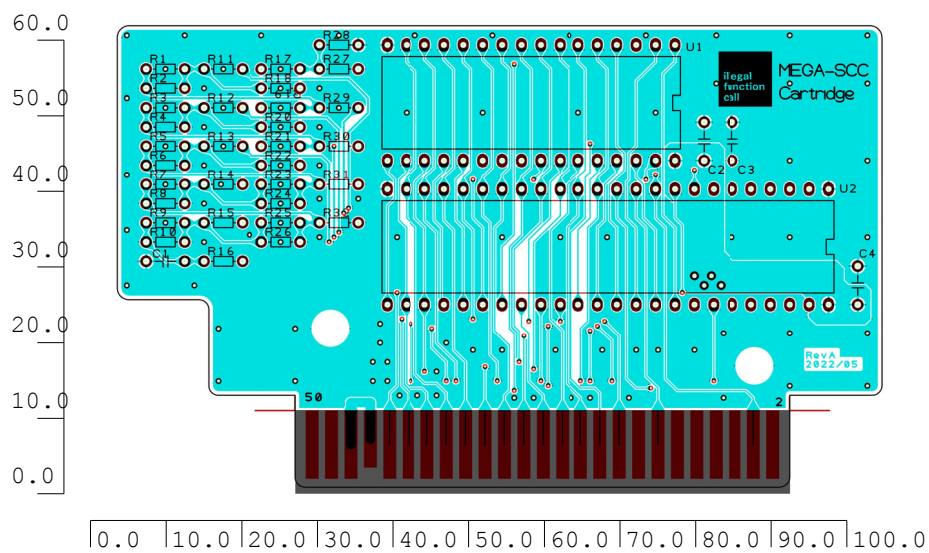 60.0
50.0
40.0
30.0
20.0
10.0
0.0
R28
R1 R11 R17 R27
R2 R18
R3 R12 R19 R29
R4 R20
R5 R13 R21 R30
R6 R22
R7 R14 R23 R31
R8 R24
R9 R15 R25
R10 R26
C1 R16
U1
ilegal
function
call
MEGA-SCC
Cartridge
C2 C3
U2
C4
RevA
2022/05
50
2
0.0 10.0 20.0 30.0 40.0 50.0 60.0 70.0 80.0 90.0 100.0